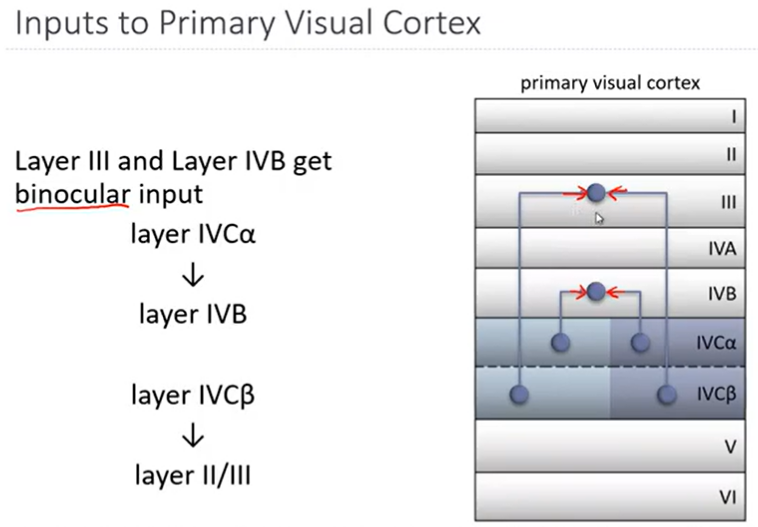 Inputs to Primary Visual Cortex
Layer III and Layer IVB get
binocular input
layer IVCα
↓
layer IVB
layer IVCβ
↓
layer II/III
primary visual cortex
I
II
III
IVA
IVB
IVCα
IVCβ
V
VI